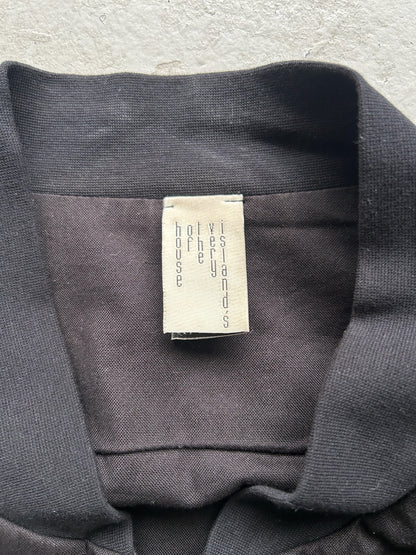 house
of
the
very
island's